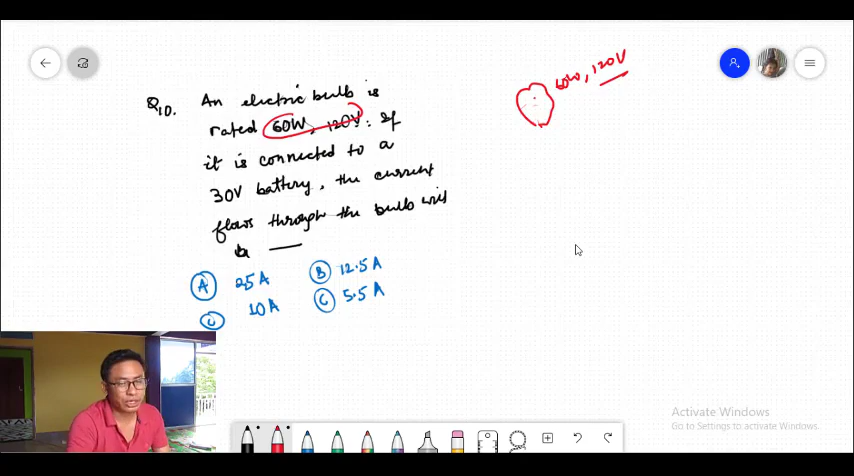 Q10. An electric bulb is
rated 60W, 120V. If
it is connected to a
30V battery, the current
flows through the bulb will
be ___
A 25A
B 12.5A
10A
C 5.5A
60W, 120V
Activate Windows
Go to Settings to activate Windows.